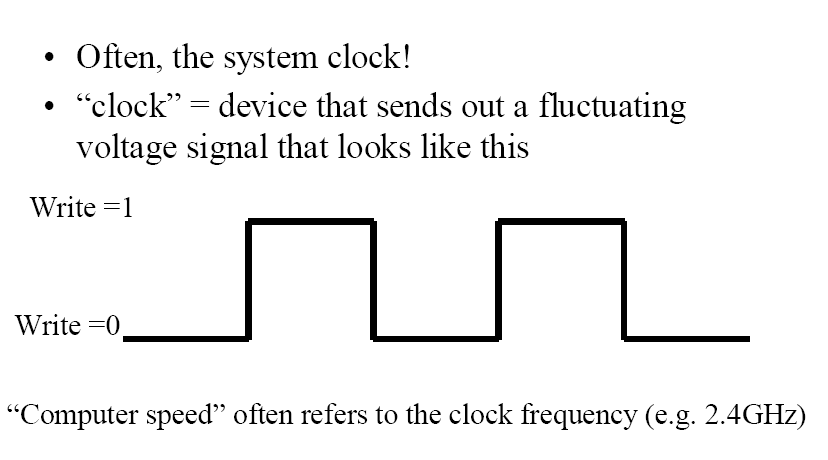 • Often, the system clock!
• “clock” = device that sends out a fluctuating
voltage signal that looks like this
Write =1
Write =0
“Computer speed” often refers to the clock frequency (e.g. 2.4GHz)